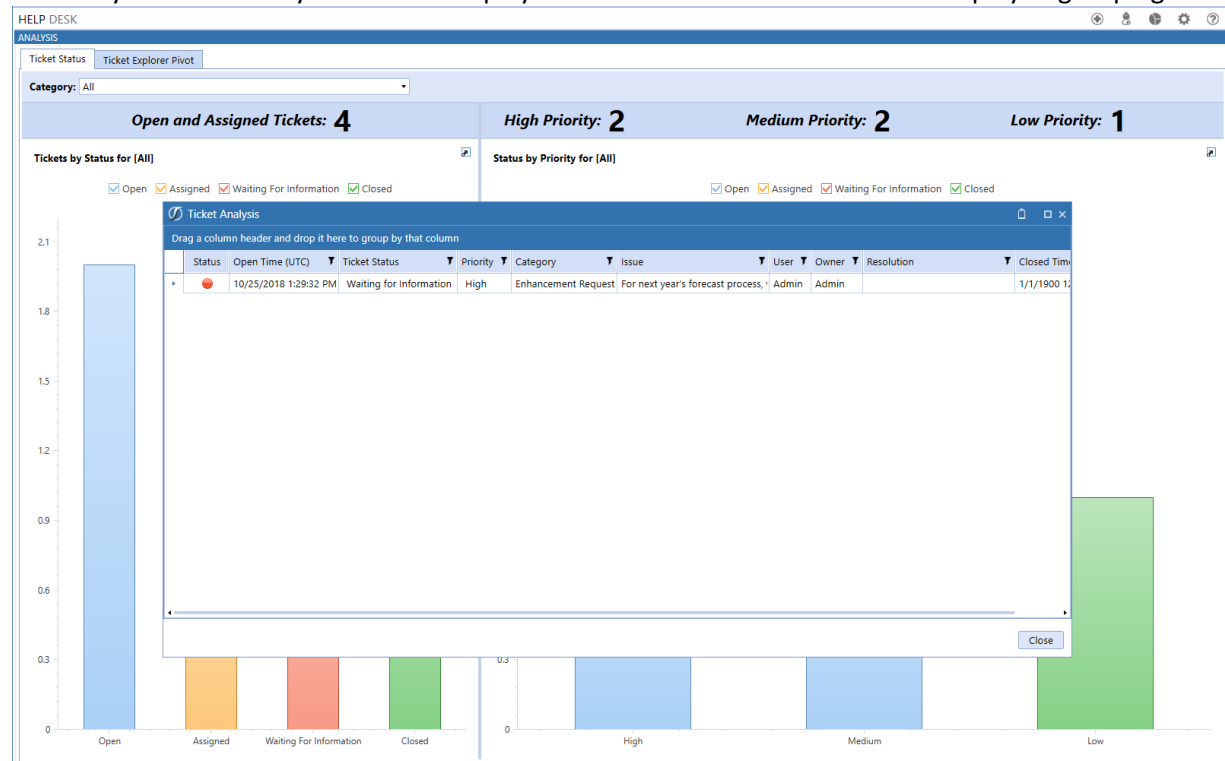 HELP DESK
ANALYSIS
Ticket Status Ticket Explorer Pivot
Category: All
Open and Assigned Tickets: 4 High Priority: 2 Medium Priority: 2 Low Priority: 1
Tickets by Status for [All] Status by Priority for [All]
Open Assigned Waiting For Information Closed Open Assigned Waiting For Information Closed
Ticket Analysis
Drag a column header and drop it here to group by that column
Status Open Time (UTC) Ticket Status Priority Category Issue User Owner Resolution Closed Time
10/25/2018 1:29:32 PM Waiting for Information High Enhancement Request For next year's forecast process, Admin Admin 1/1/1900 12
Close
2.1
1.8
1.5
1.2
0.9
0.6
0.3 0.3
0 0
Open Assigned Waiting For Information Closed High Medium Low